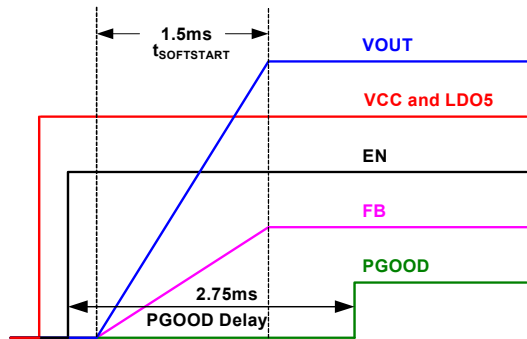 1.5ms
tSOFTSTART
VOUT
VCC and LDO5
EN
FB
PGOOD
2.75ms
PGOOD Delay